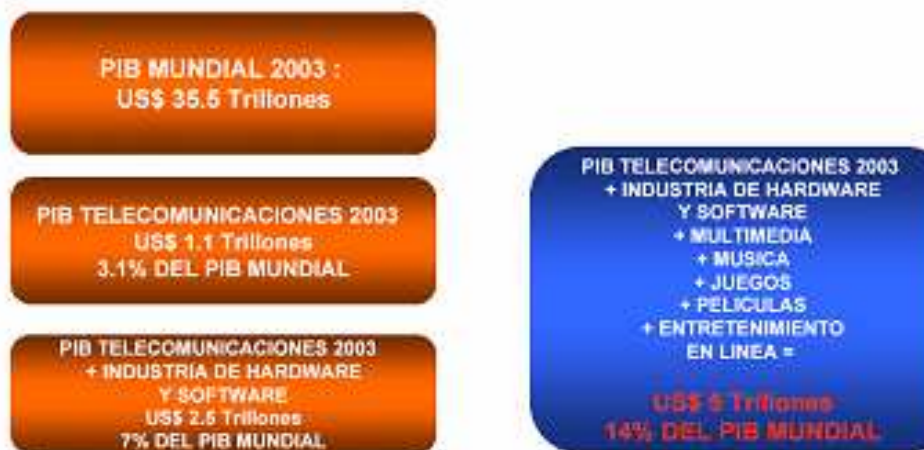 PIB MUNDIAL 2003 :
US$ 35.5 Trillones
PIB TELECOMUNICACIONES 2003
US$ 1.1 Trillones
3.1% DEL PIB MUNDIAL
PIB TELECOMUNICACIONES 2003
+ INDUSTRIA DE HARDWARE
Y SOFTWARE
US$ 2.5 Trillones
7% DEL PIB MUNDIAL
PIB TELECOMUNICACIONES 2003
+ INDUSTRIA DE HARDWARE
Y SOFTWARE
+ MULTIMEDIA
+ MUSICA
+ JUEGOS
+ PELICULAS
+ ENTRETENIMIENTO
EN LINEA =
US$ 5 Trillones
14% DEL PIB MUNDIAL